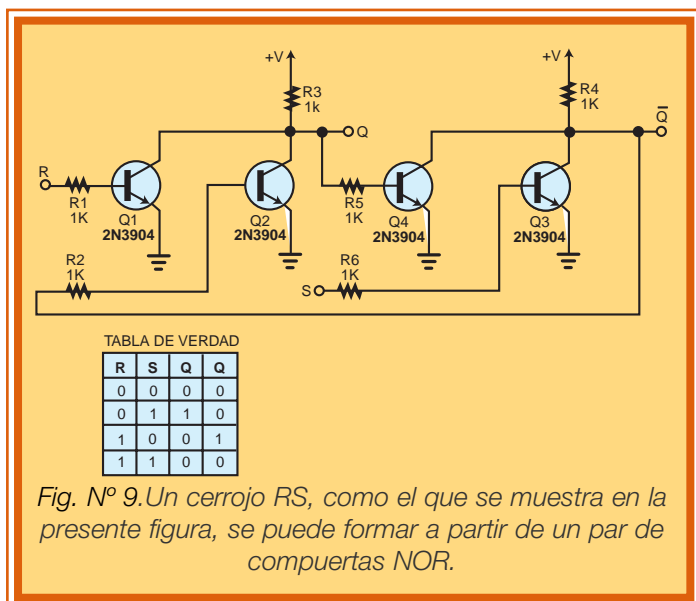 +V
+V
R3
1k
R4
1K
Q
Q̅
R
R1
1K
Q1
2N3904
Q2
2N3904
R5
1K
Q4
2N3904
Q3
2N3904
R2
1K
R6
1K
S
TABLA DE VERDAD
R S Q Q
0 0 0 0
0 1 1 0
1 0 0 1
1 1 0 0
Fig. Nº 9.Un cerrojo RS, como el que se muestra en la
presente figura, se puede formar a partir de un par de
compuertas NOR.